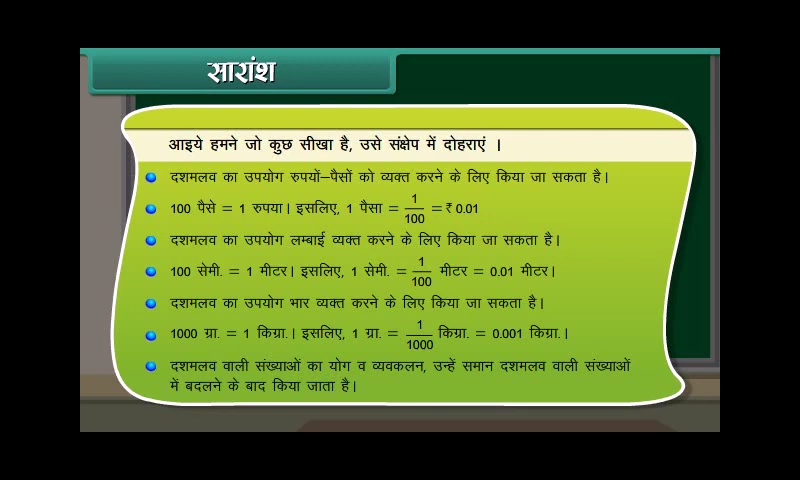 सारांश
आइये हमने जो कुछ सीखा है, उसे संक्षेप में दोहराएं ।
दशमलव का उपयोग रुपयों–पैसों को व्यक्त करने के लिए किया जा सकता है।
100 पैसे = 1 रुपया। इसलिए, 1 पैसा = 1/100 = ₹ 0.01
दशमलव का उपयोग लम्बाई व्यक्त करने के लिए किया जा सकता है।
100 सेमी. = 1 मीटर। इसलिए, 1 सेमी. = 1/100 मीटर = 0.01 मीटर।
दशमलव का उपयोग भार व्यक्त करने के लिए किया जा सकता है।
1000 ग्रा. = 1 किग्रा.। इसलिए, 1 ग्रा. = 1/1000 किग्रा. = 0.001 किग्रा.।
दशमलव वाली संख्याओं का योग व व्यवकलन, उन्हें समान दशमलव वाली संख्याओं
में बदलने के बाद किया जाता है।